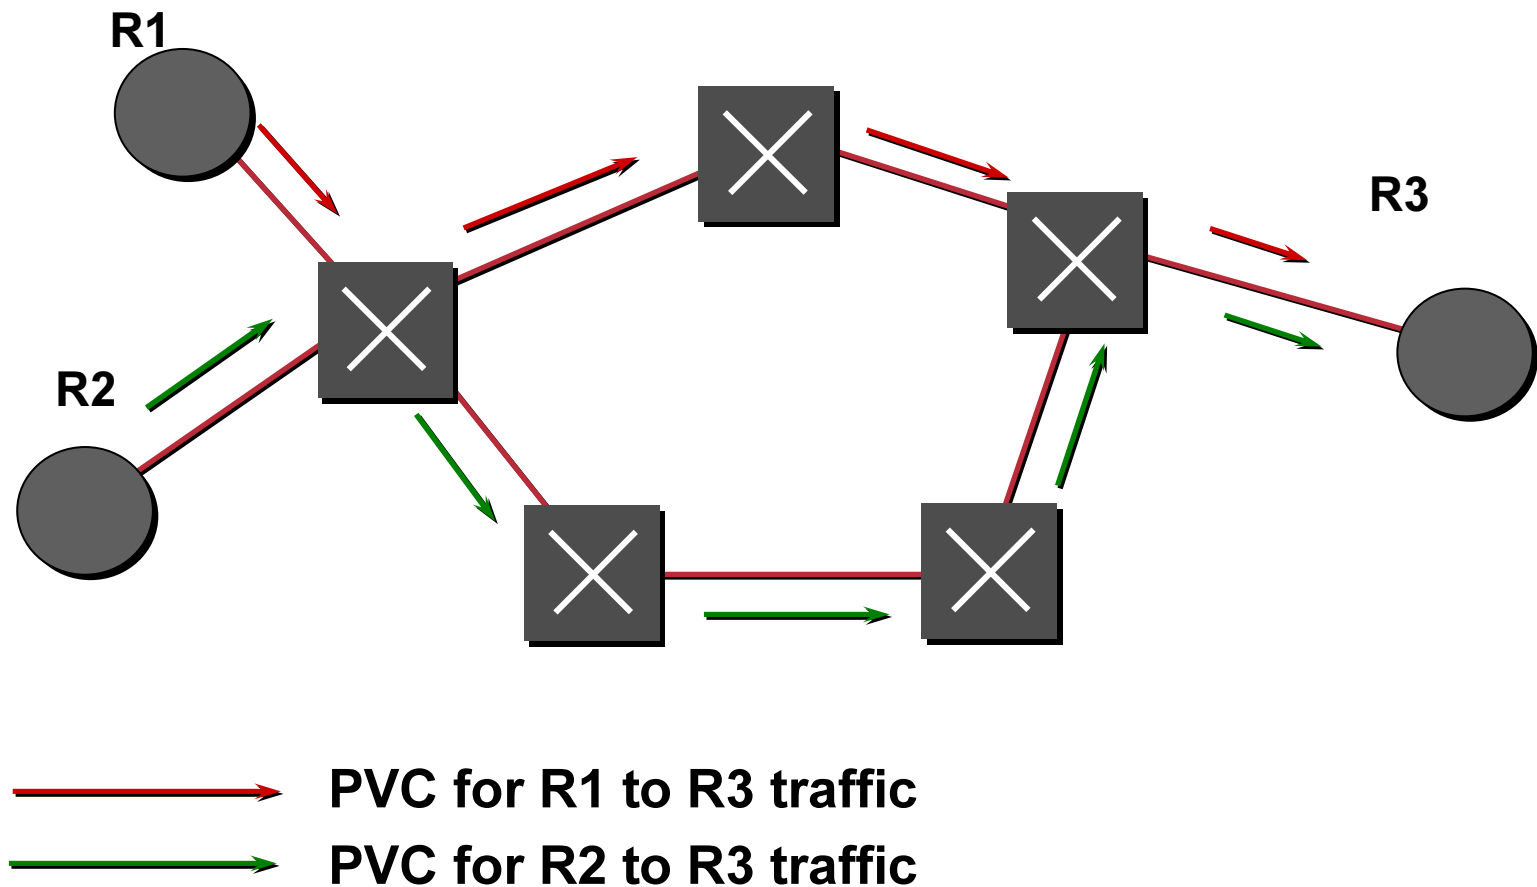 R1
R3
R2
PVC for R1 to R3 traffic
PVC for R2 to R3 traffic